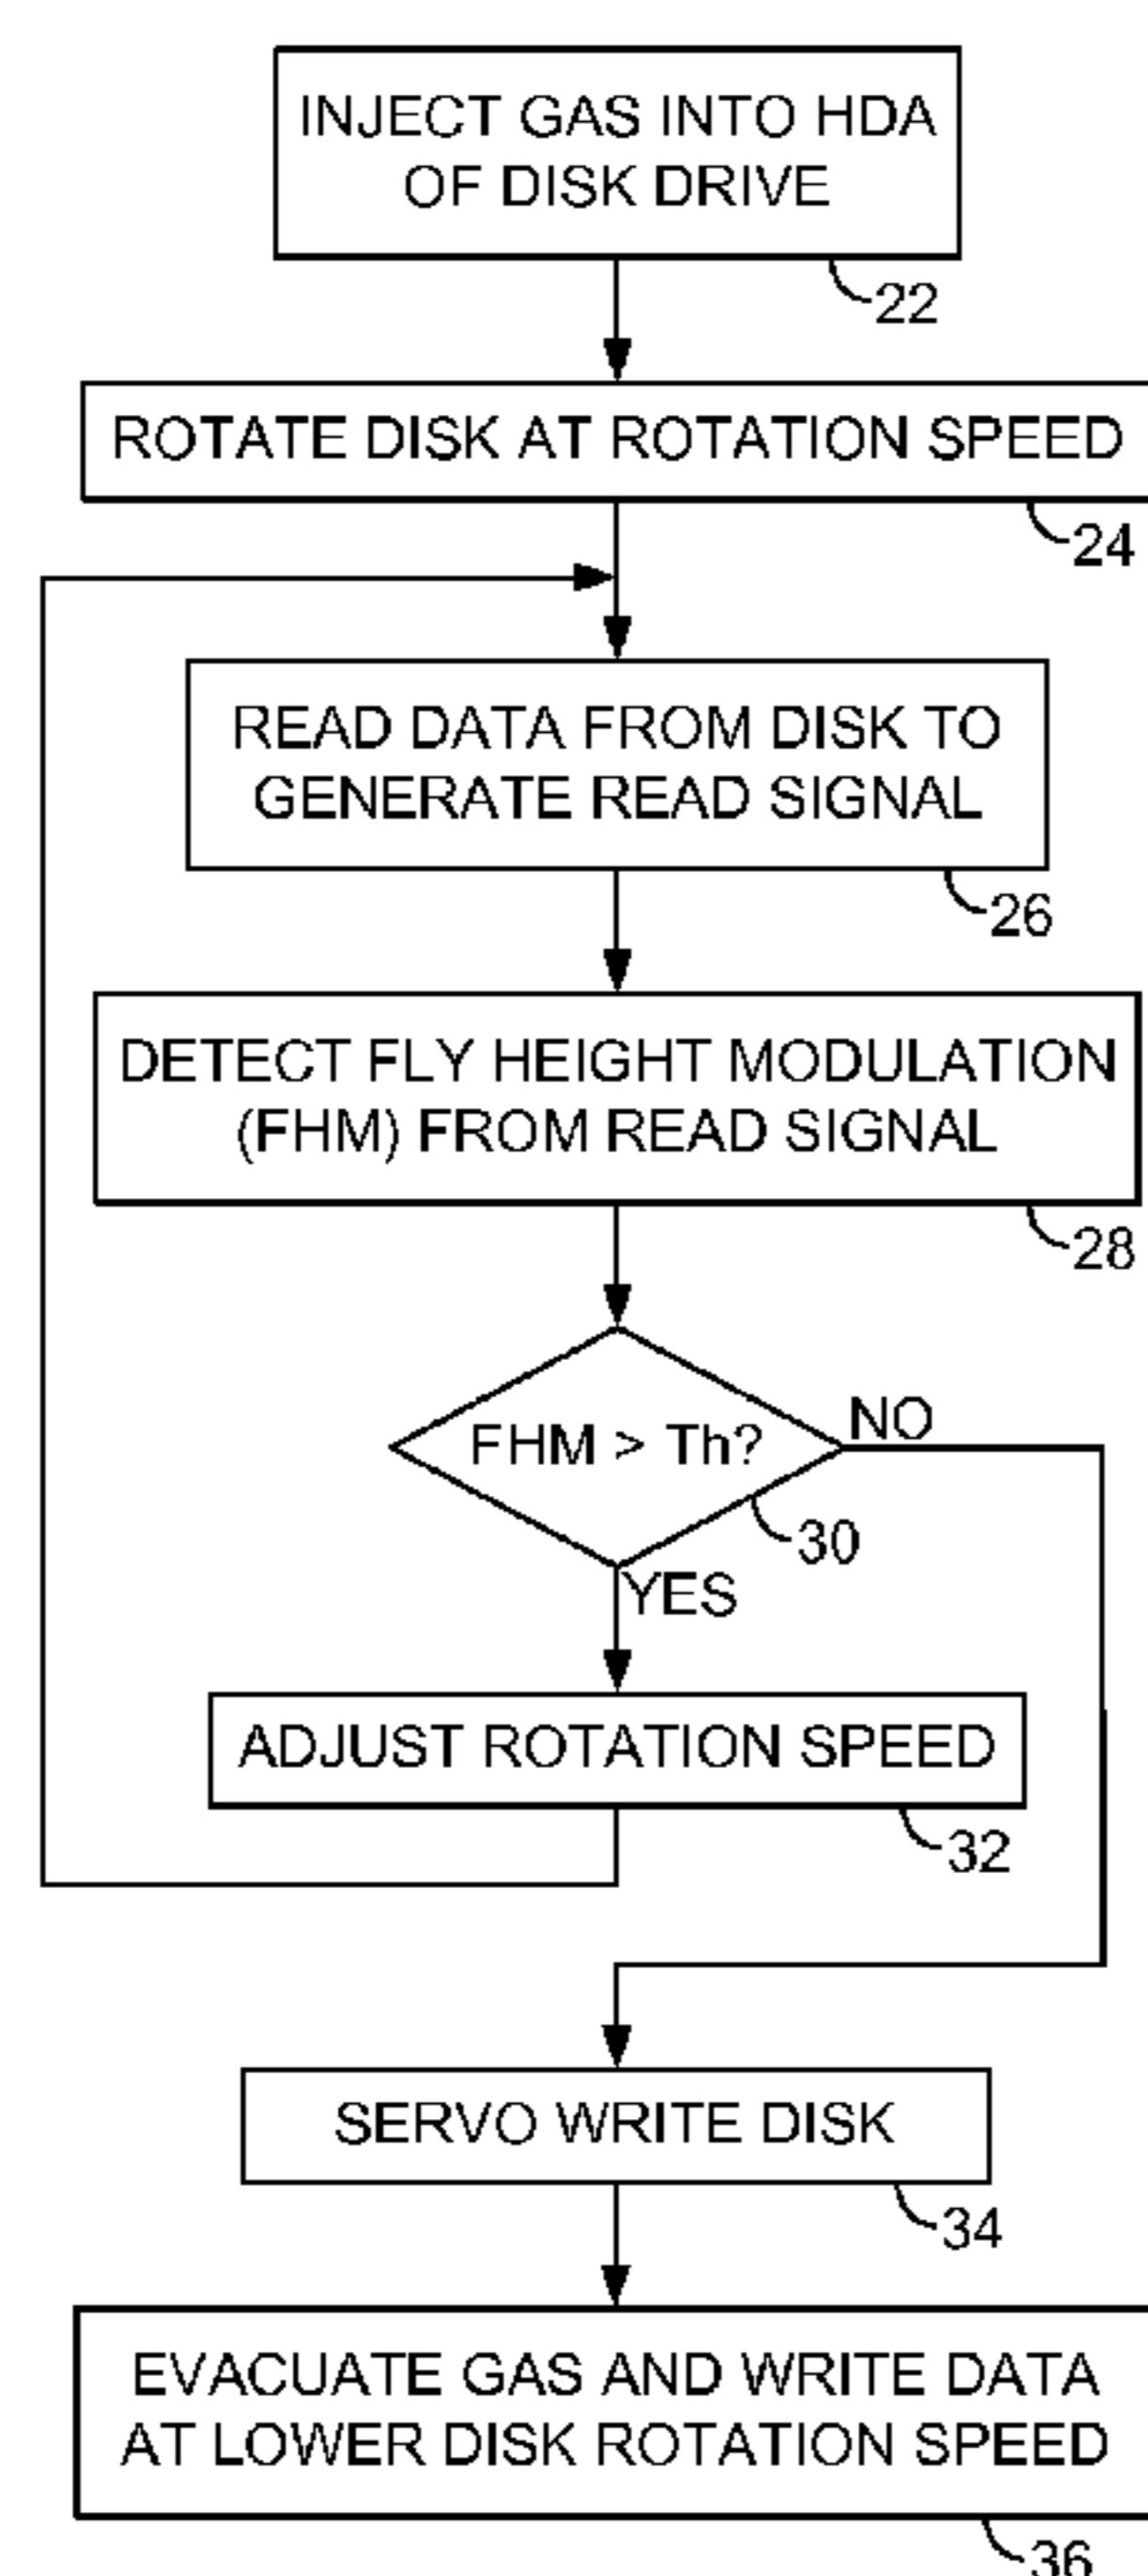 INJECT GAS INTO HDA
OF DISK DRIVE
22
ROTATE DISK AT ROTATION SPEED
24
READ DATA FROM DISK TO
GENERATE READ SIGNAL
26
DETECT FLY HEIGHT MODULATION
(FHM) FROM READ SIGNAL
28
FHM > Th?
NO
30
YES
ADJUST ROTATION SPEED
32
SERVO WRITE DISK
34
EVACUATE GAS AND WRITE DATA
AT LOWER DISK ROTATION SPEED
36